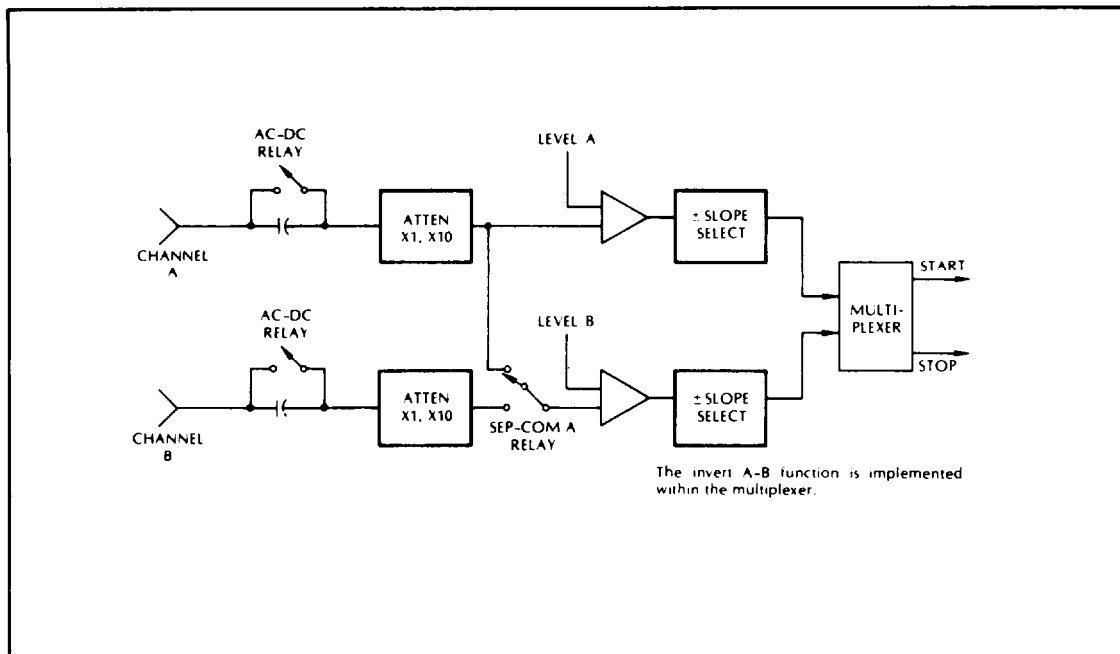 AC-DC
RELAY
LEVEL A
ATTEN
X1, X10
± SLOPE
SELECT
CHANNEL
A
START
MULTI-
PLEXER
STOP
AC-DC
RELAY
LEVEL B
ATTEN
X1, X10
± SLOPE
SELECT
SEP-COM A
RELAY
CHANNEL
B
The invert A-B function is implemented
within the multiplexer.